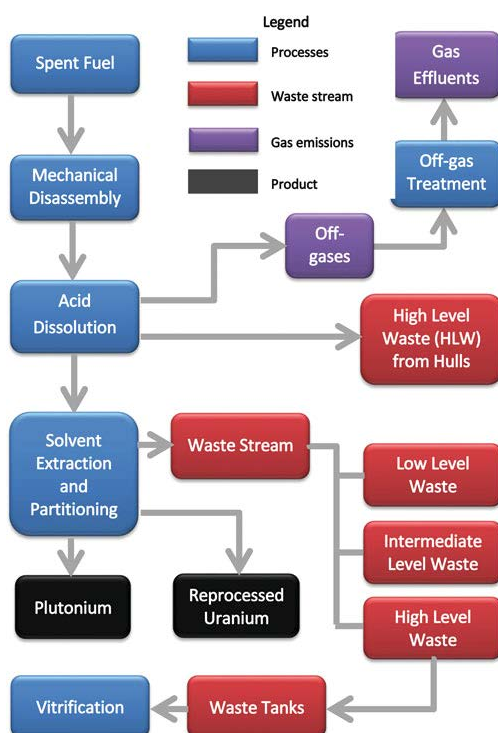 Legend
Processes
Waste stream
Gas emissions
Product
Spent Fuel
Mechanical
Disassembly
Acid
Dissolution
Off-
gases
Off-gas
Treatment
Gas
Effluents
High Level
Waste (HLW)
from Hulls
Solvent
Extraction
and
Partitioning
Waste Stream
Low Level
Waste
Intermediate
Level Waste
High Level
Waste
Plutonium
Reprocessed
Uranium
Vitrification
Waste Tanks